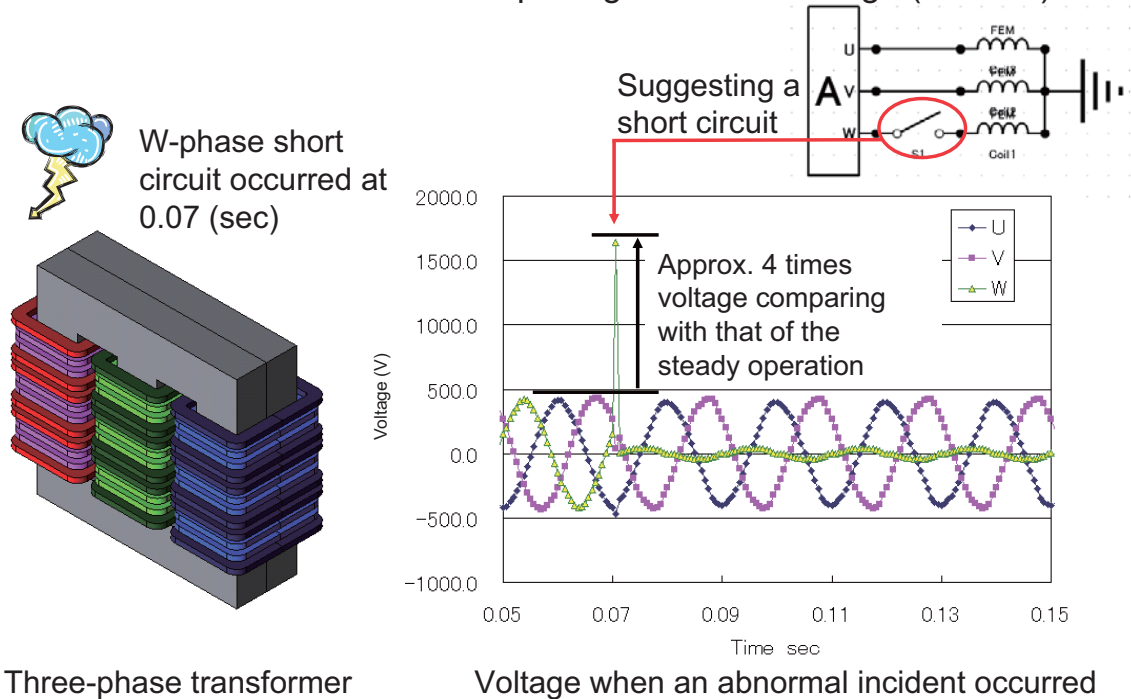 U
FEM
V
W
A
S1
Coil1
Suggesting a
short circuit
W-phase short
circuit occurred at
0.07 (sec)
2000.0
1500.0
1000.0
500.0
0.0
−500.0
−1000.0
Voltage (V)
U
V
W
Approx. 4 times
voltage comparing
with that of the
steady operation
0.05
0.07
0.09
0.11
0.13
0.15
Time sec
Three-phase transformer
Voltage when an abnormal incident occurred